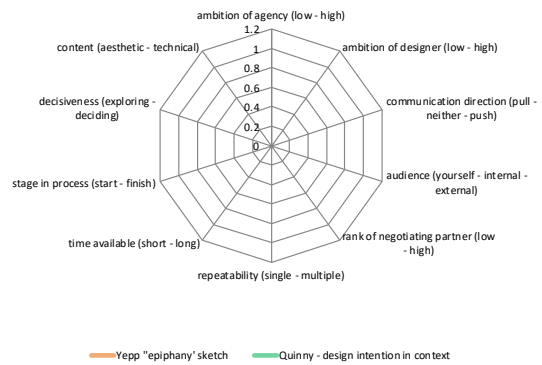 ambition of agency (low - high)
content (aesthetic - technical)
ambition of designer (low - high)
1.2
1
0.8
0.6
0.4
0.2
0
decisiveness (exploring -
deciding)
communication direction (pull -
neither - push)
stage in process (start - finish)
audience (yourself - internal -
external)
time available (short - long)
rank of negotiating partner (low
- high)
repeatability (single - multiple)
Yepp "epiphany' sketch
Quinny - design intention in context